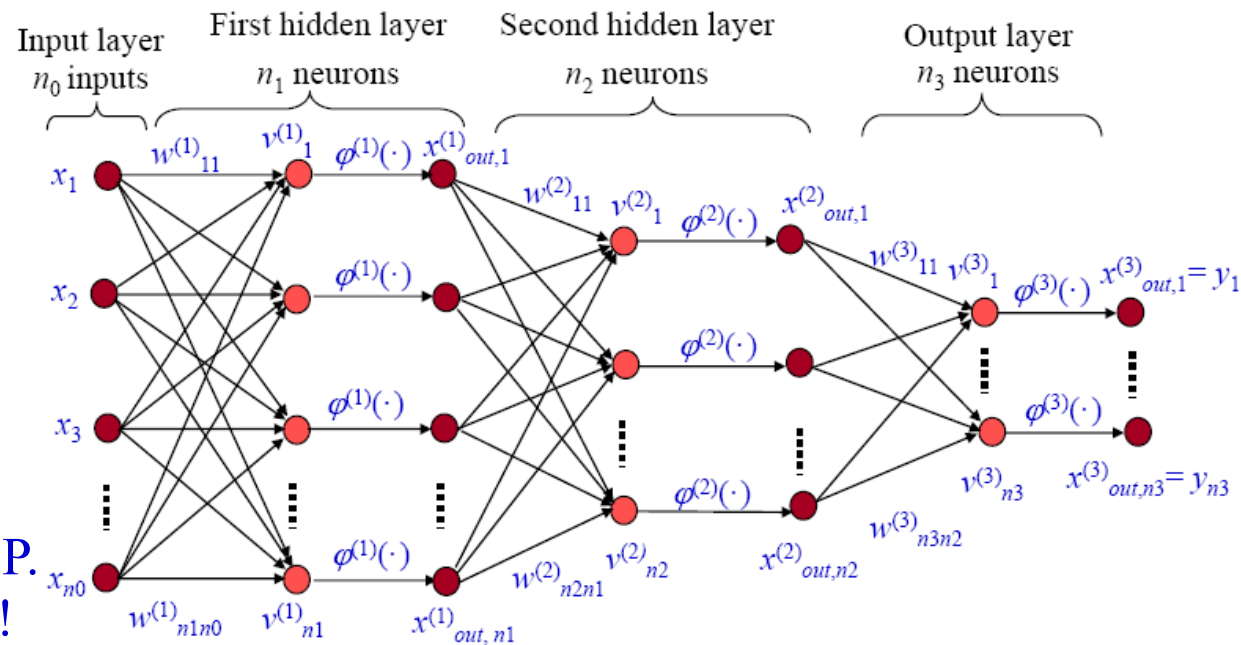 Input layer
n₀ inputs
First hidden layer
n₁ neurons
Second hidden layer
n₂ neurons
Output layer
n₃ neurons
x₁
w⁽¹⁾₁₁
v⁽¹⁾₁
φ⁽¹⁾(·)
x⁽¹⁾out,1
w⁽²⁾₁₁
v⁽²⁾₁
φ⁽²⁾(·)
x⁽²⁾out,1
w⁽³⁾₁₁
v⁽³⁾₁
φ⁽³⁾(·)
x⁽³⁾out,1= y₁
x₂
φ⁽¹⁾(·)
φ⁽²⁾(·)
x₃
φ⁽¹⁾(·)
φ⁽³⁾(·)
v⁽³⁾n3
x⁽³⁾out,n3= yn3
φ⁽²⁾(·)
w⁽³⁾n3n2
P.
!
xn0
φ⁽¹⁾(·)
w⁽²⁾n2n1
v⁽²⁾n2
x⁽²⁾out,n2
w⁽¹⁾n1n0
v⁽¹⁾n1
x⁽¹⁾out, n1